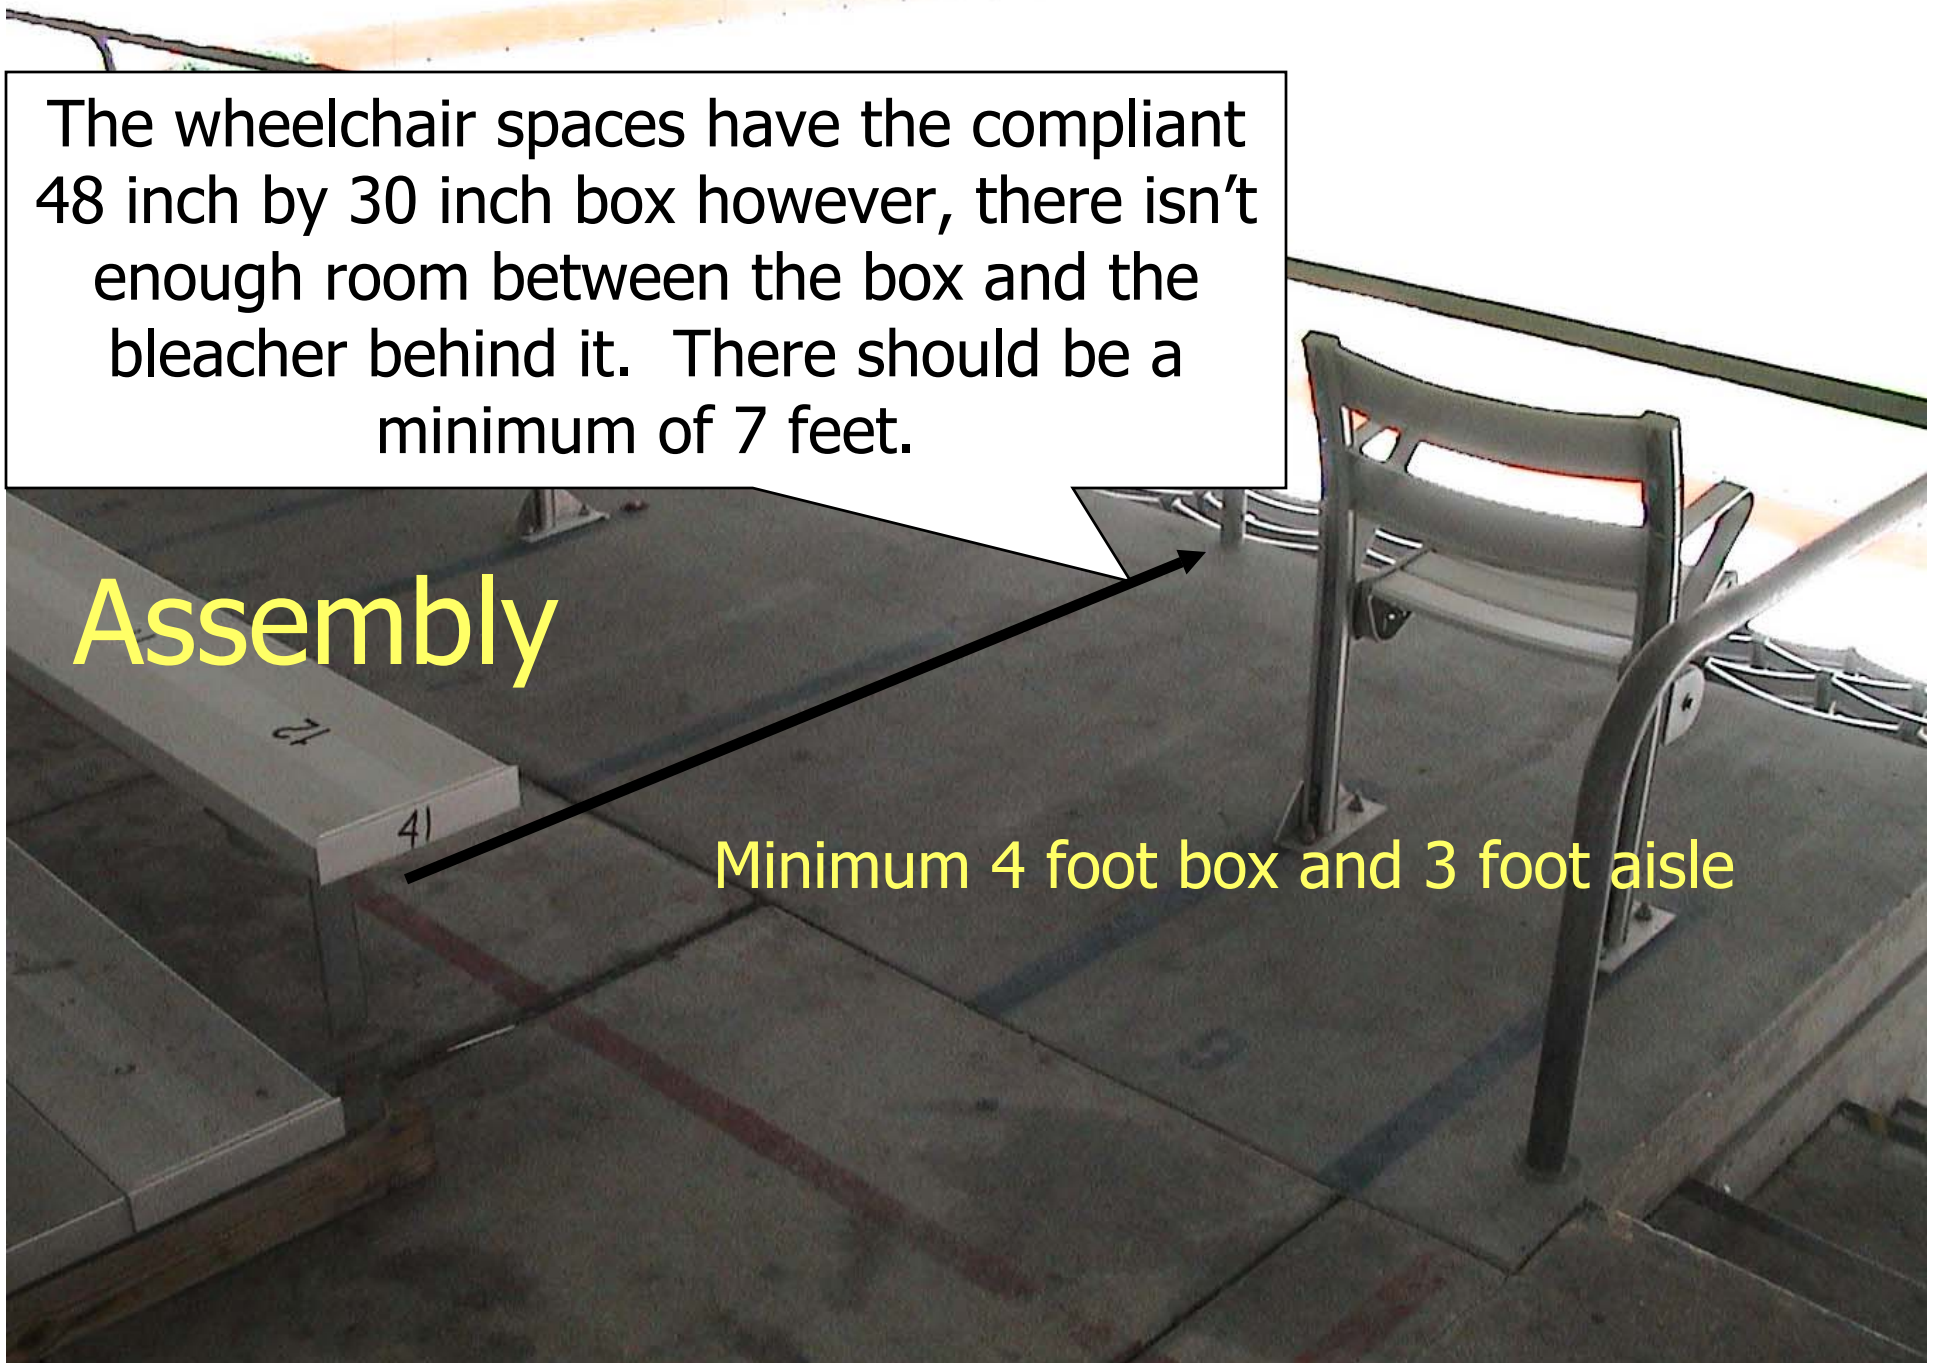 The wheelchair spaces have the compliant
48 inch by 30 inch box however, there isn’t
enough room between the box and the
bleacher behind it.  There should be a
minimum of 7 feet.
Assembly
12
41
Minimum 4 foot box and 3 foot aisle